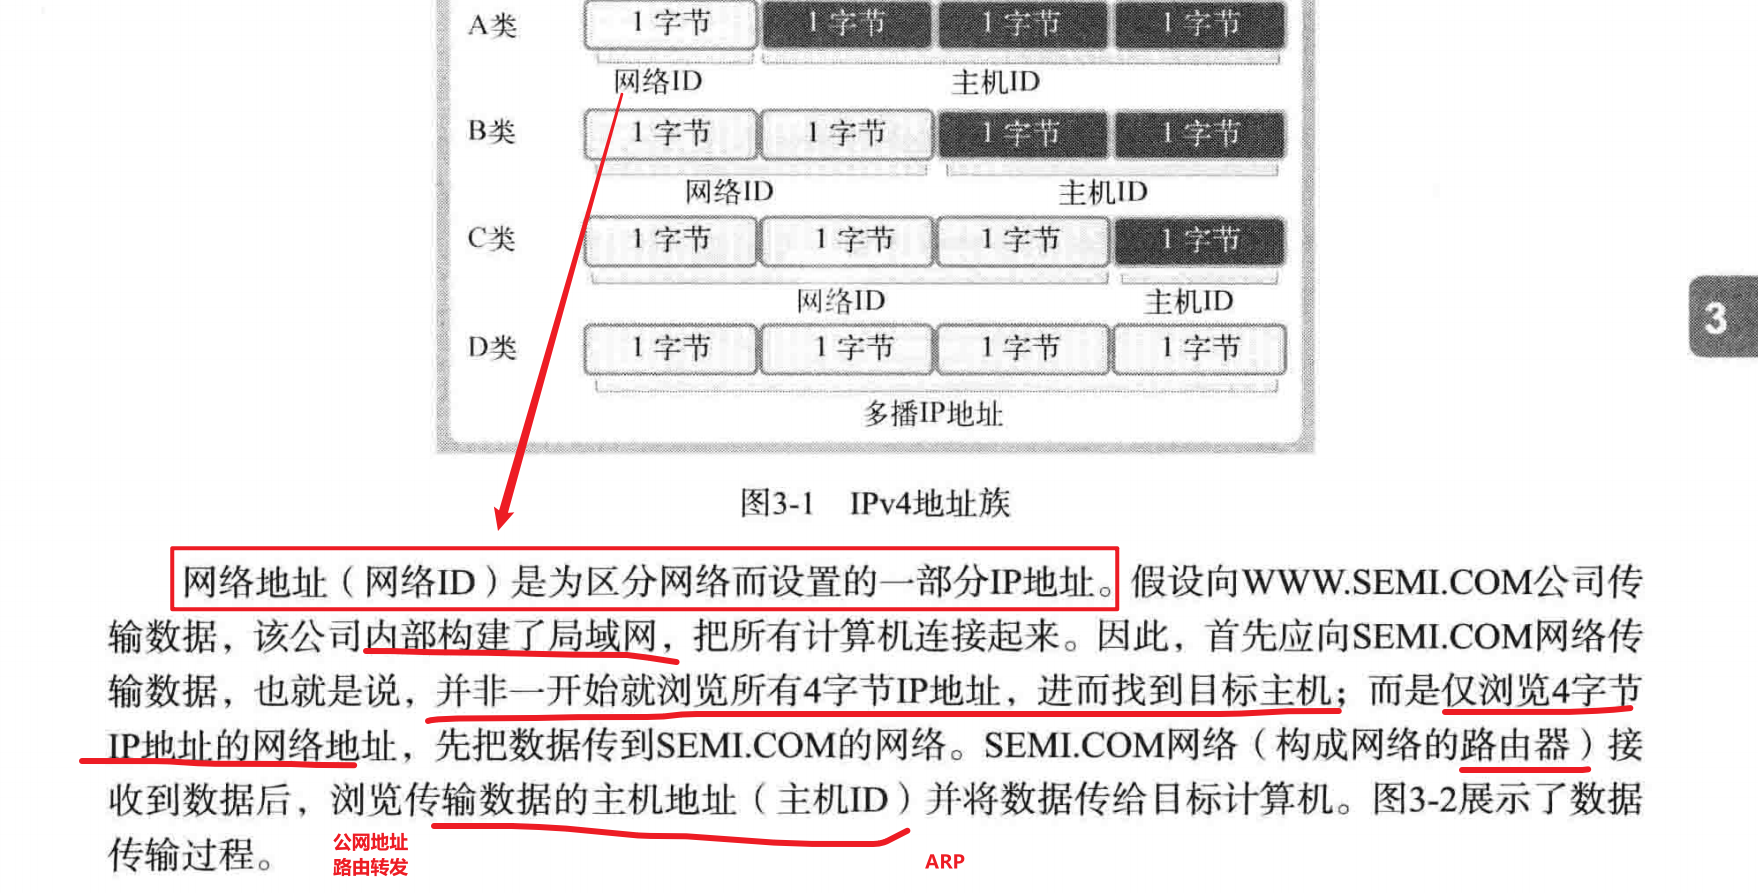 A类 1字节 1字节 1字节 1字节
网络ID 主机ID
B类 1字节 1字节 1字节 1字节
网络ID 主机ID
C类 1字节 1字节 1字节 1字节
网络ID 主机ID
D类 1字节 1字节 1字节 1字节
多播IP地址
3
图3-1 IPv4地址族
网络地址（网络ID）是为区分网络而设置的一部分IP地址。假设向WWW.SEMI.COM公司传
输数据，该公司内部构建了局域网，把所有计算机连接起来。因此，首先应向SEMI.COM网络传
输数据，也就是说，并非一开始就浏览所有4字节IP地址，进而找到目标主机；而是仅浏览4字节
IP地址的网络地址，先把数据传到SEMI.COM的网络。SEMI.COM网络（构成网络的路由器）接
收到数据后，浏览传输数据的主机地址（主机ID）并将数据传给目标计算机。图3-2展示了数据
传输过程。
公网地址
路由转发
ARP